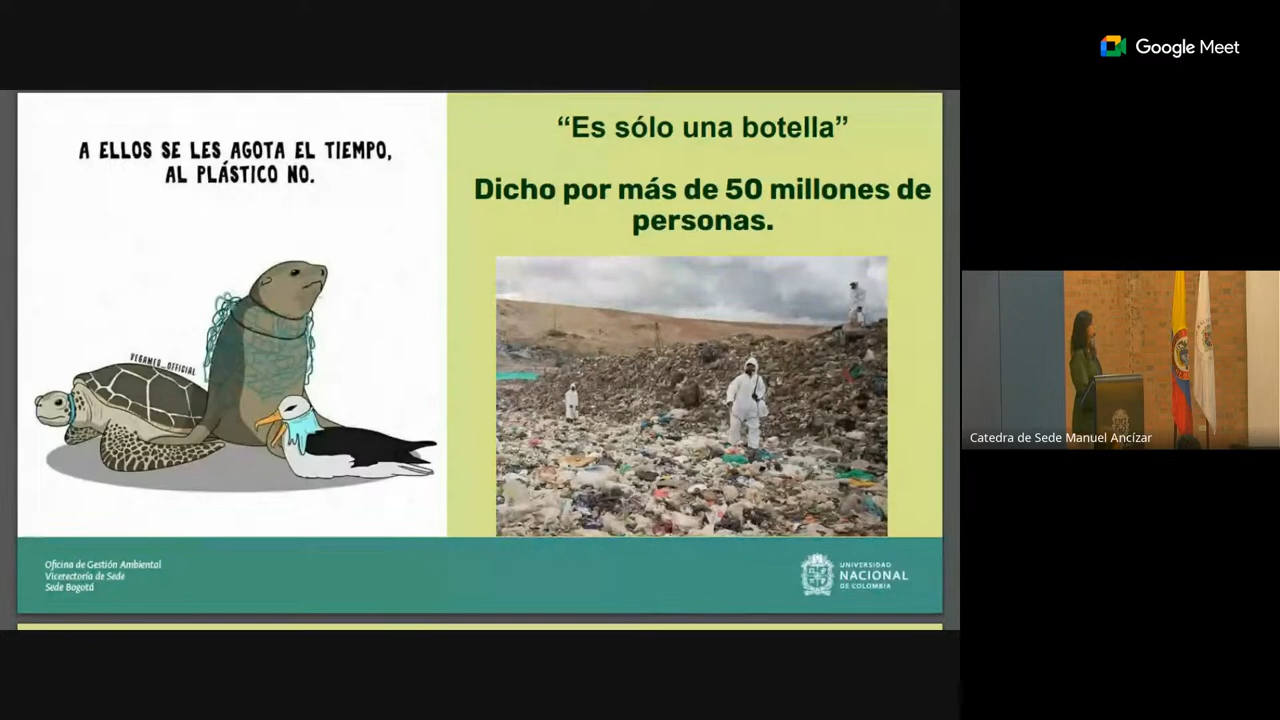 Google Meet
A ELLOS SE LES AGOTA EL TIEMPO,
AL PLÁSTICO NO.
VEGANEO_OFFICIAL
“Es sólo una botella”
Dicho por más de 50 millones de
personas.
Oficina de Gestión Ambiental
Vicerectoría de Sede
Sede Bogotá
UNIVERSIDAD
NACIONAL
DE COLOMBIA
Catedra de Sede Manuel Ancízar